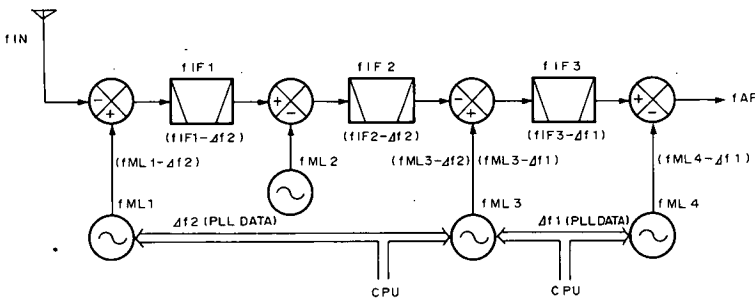 fIN
fIF1
fIF2
fIF3
- +
+ -
- +
+ -
fAF
(fIF1-Δf2)
(fIF2-Δf2)
(fIF3-Δf1)
(fML1-Δf2)
fML2
(fML3-Δf2)
(fML3-Δf1)
(fML4-Δf1)
fML1
fML3
fML4
Δf2 (PLL DATA)
Δf1 (PLL DATA)
CPU
CPU